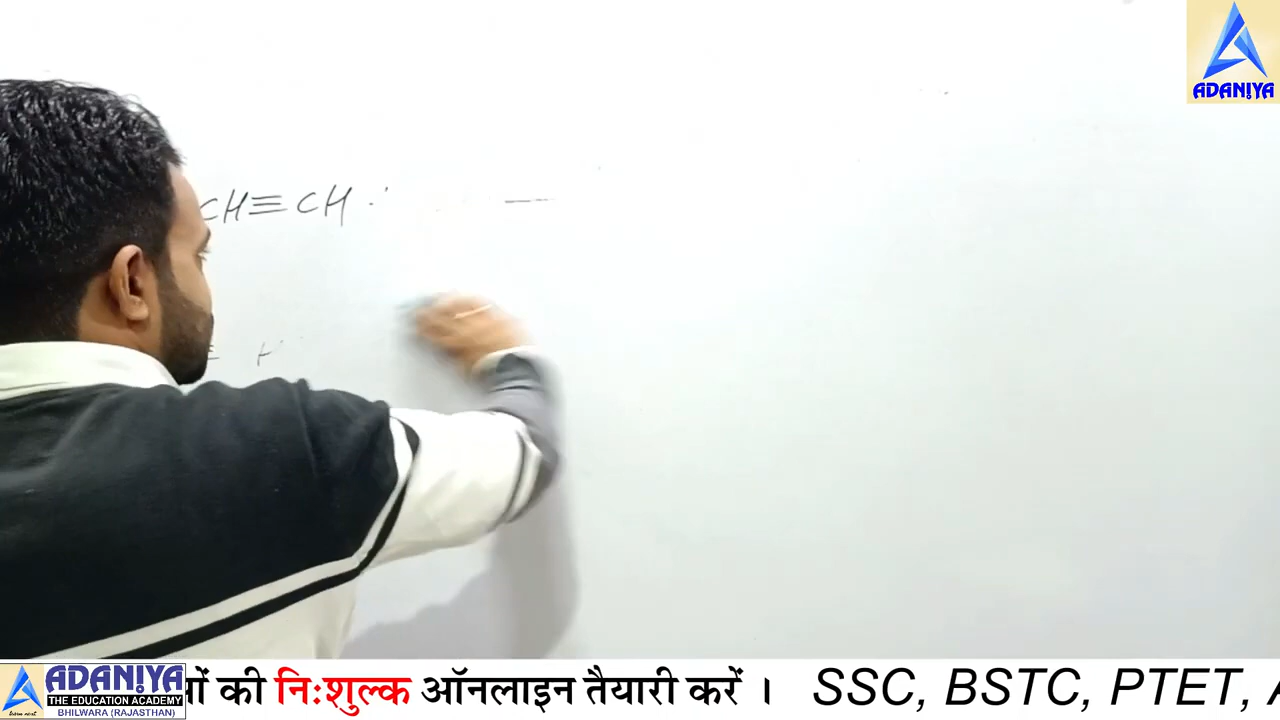 ADANIYA
CH≡CH
ADANIYA
THE EDUCATION ACADEMY
BHILWARA (RAJASTHAN)
ओं की निःशुल्क ऑनलाइन तैयारी करें । SSC, BSTC, PTET,